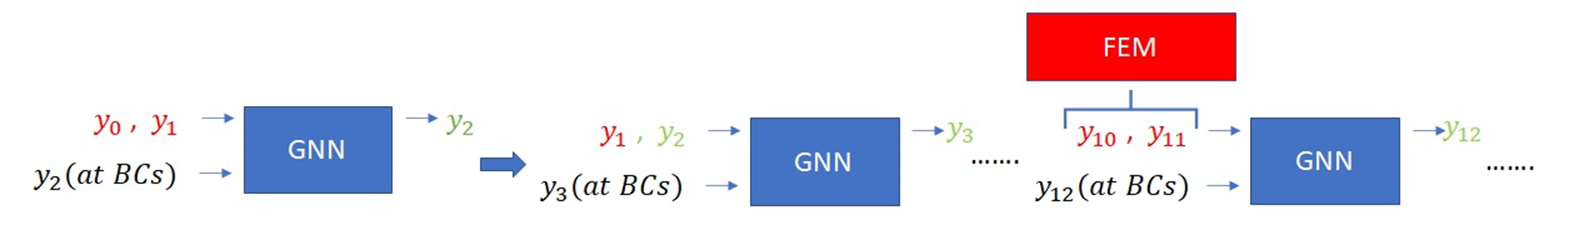 FEM
y₀ , y₁
GNN
y₂
y₂(at BCs)
y₁ , y₂
GNN
y₃
y₃(at BCs)
.......
y₁₀ , y₁₁
GNN
y₁₂
y₁₂(at BCs)
.......